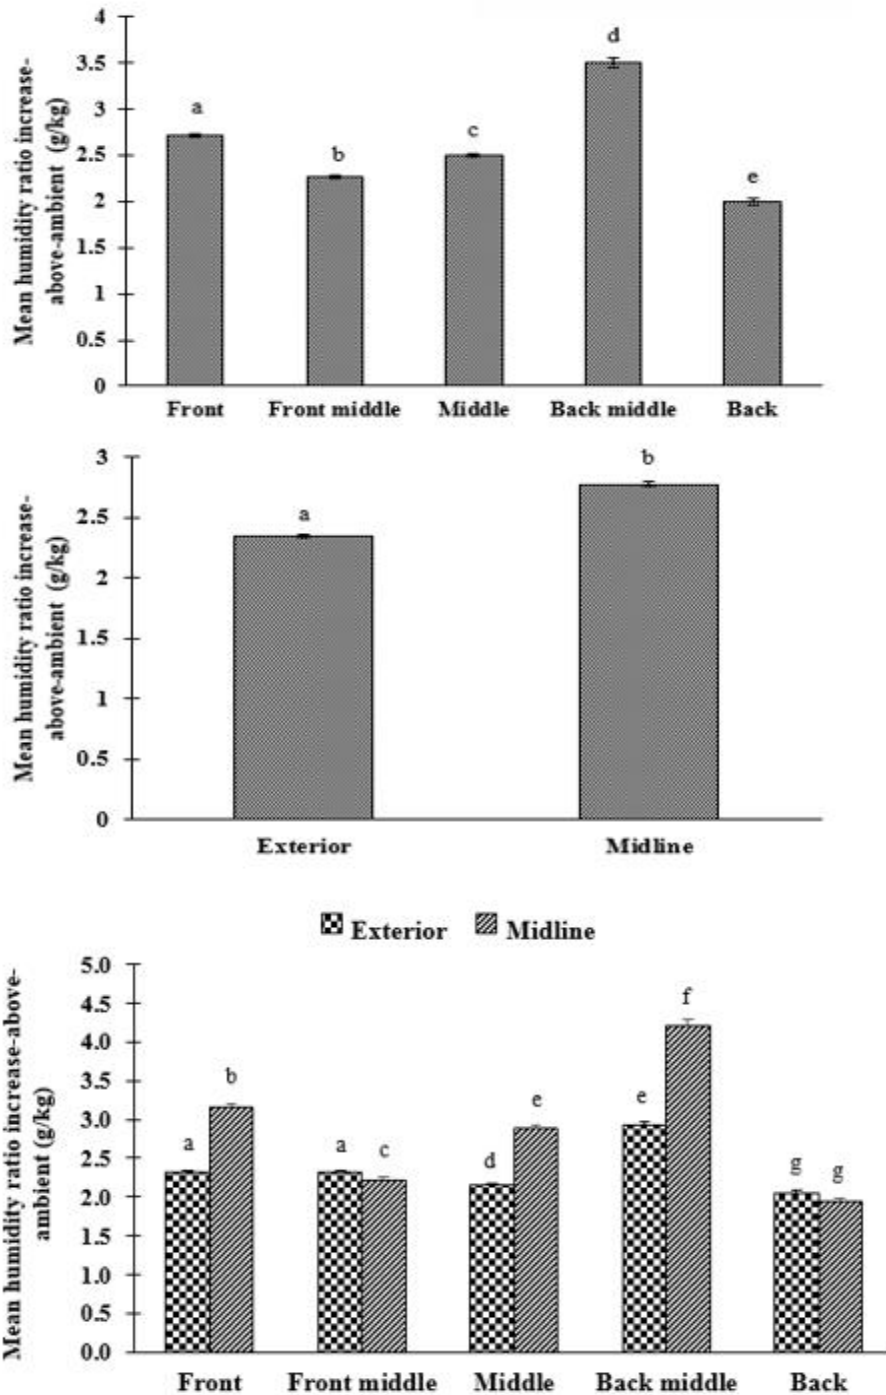 Mean humidity ratio increase-
above-ambient (g/kg)
4
3.5
3
2.5
2
1.5
1
0.5
0
a
b
c
d
e
Front Front middle Middle Back middle Back
Mean humidity ratio increase-
above-ambient (g/kg)
3
2.5
2
1.5
1
0.5
0
a
b
Exterior Midline
Exterior Midline
Mean humidity ratio increase-above-
ambient (g/kg)
5.0
4.5
4.0
3.5
3.0
2.5
2.0
1.5
1.0
0.5
0.0
a b a c d e e f g g
Front Front middle Middle Back middle Back